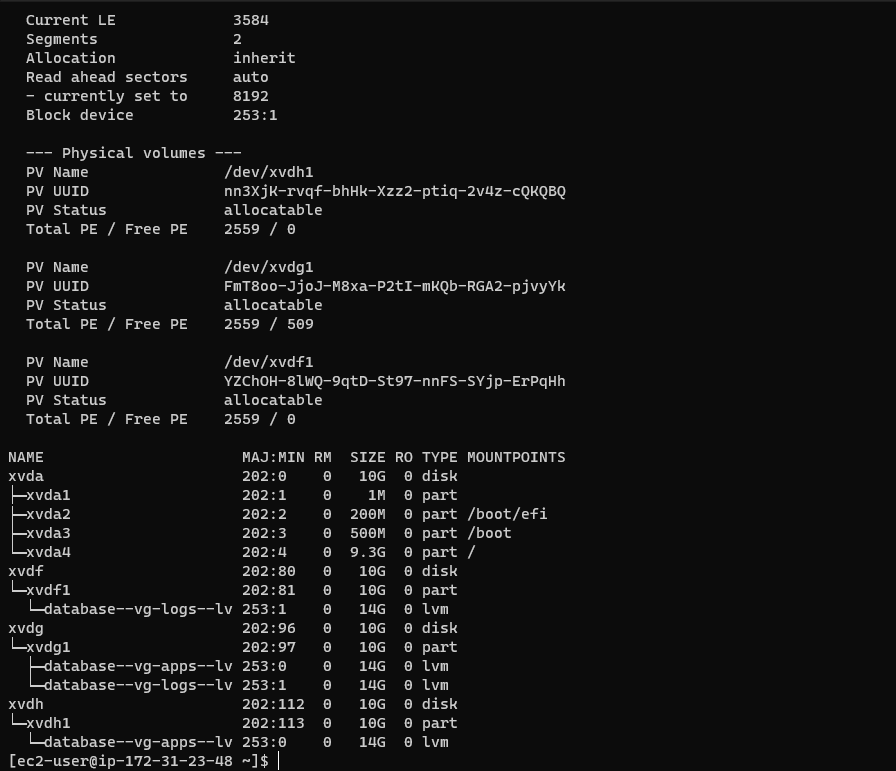 Current LE             3584
Segments               2
Allocation             inherit
Read ahead sectors     auto
- currently set to     8192
Block device           253:1
--- Physical volumes ---
PV Name               /dev/xvdh1
PV UUID               nn3XjK-rvqf-bhHk-Xzz2-ptiq-2v4z-cQKQBQ
PV Status             allocatable
Total PE / Free PE    2559 / 0
PV Name               /dev/xvdg1
PV UUID               FmT8oo-JjoJ-M8xa-P2tI-mKQb-RGA2-pjvyYk
PV Status             allocatable
Total PE / Free PE    2559 / 509
PV Name               /dev/xvdf1
PV UUID               YZChOH-8lWQ-9qtD-St97-nnFS-SYjp-ErPqHh
PV Status             allocatable
Total PE / Free PE    2559 / 0
NAME                      MAJ:MIN RM  SIZE RO TYPE MOUNTPOINTS
xvda                      202:0    0   10G  0 disk
├─xvda1                   202:1    0    1M  0 part
├─xvda2                   202:2    0  200M  0 part /boot/efi
├─xvda3                   202:3    0  500M  0 part /boot
└─xvda4                   202:4    0  9.3G  0 part /
xvdf                      202:80   0   10G  0 disk
└─xvdf1                   202:81   0   10G  0 part
  └─database--vg-logs--lv 253:1    0   14G  0 lvm
xvdg                      202:96   0   10G  0 disk
└─xvdg1                   202:97   0   10G  0 part
  ├─database--vg-apps--lv 253:0    0   14G  0 lvm
  └─database--vg-logs--lv 253:1    0   14G  0 lvm
xvdh                      202:112  0   10G  0 disk
└─xvdh1                   202:113  0   10G  0 part
  └─database--vg-apps--lv 253:0    0   14G  0 lvm
[ec2-user@ip-172-31-23-48 ~]$